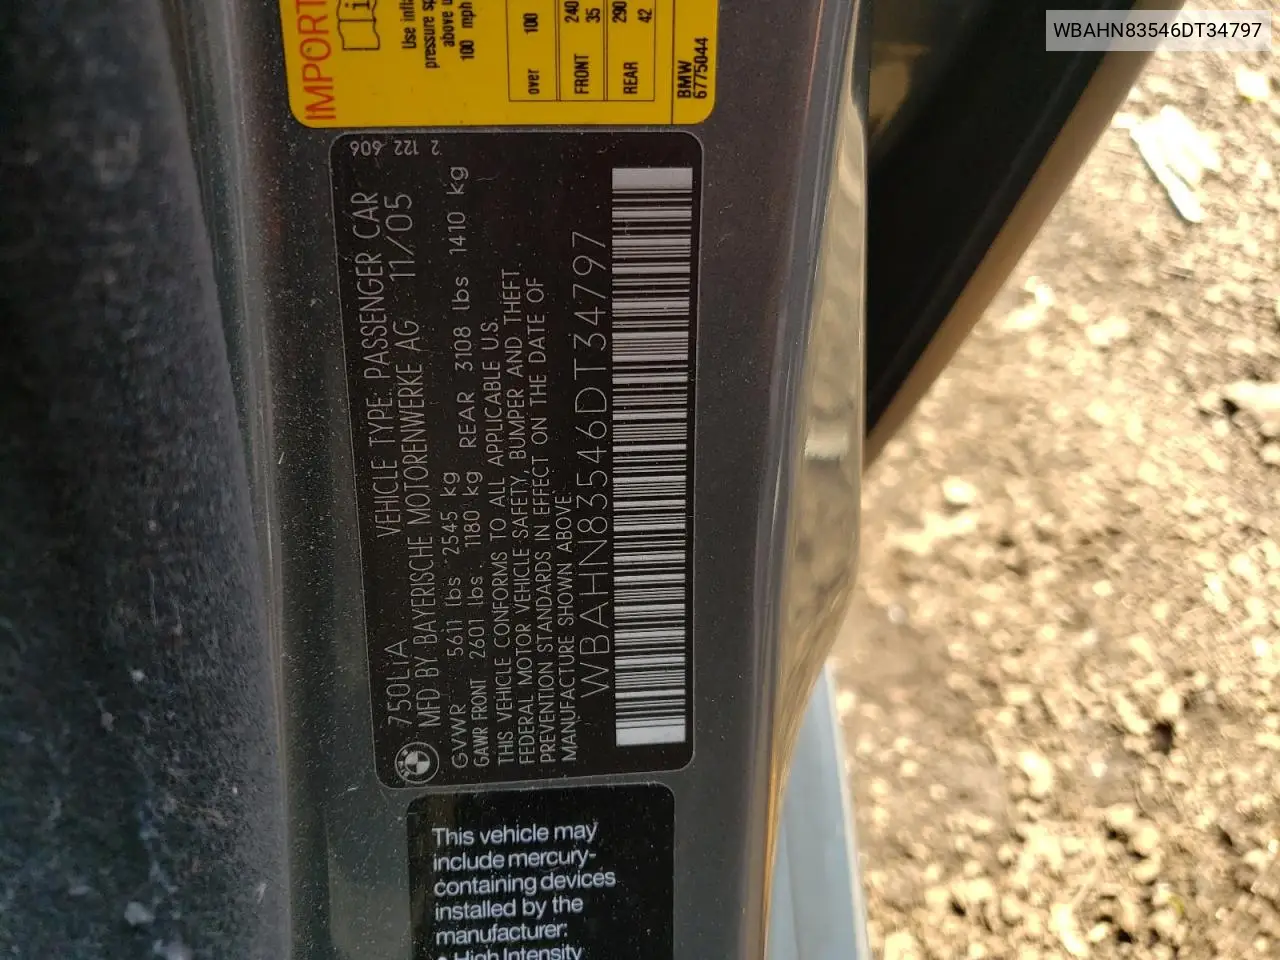 WBAHN83546DT34797
IMPORT
Use infla
pressure sp
above
100 mph
over 100
FRONT 240
35
REAR 290
42
BMW
6775044
2 122 606
750LiA VEHICLE TYPE: PASSENGER CAR
MFD BY BAYERISCHE MOTORENWERKE AG 11/05
GVWR 5611 lbs 2545 kg
GAWR FRONT 2601 lbs 1180 kg REAR 3108 lbs 1410 kg
THIS VEHICLE CONFORMS TO ALL APPLICABLE U.S.
FEDERAL MOTOR VEHICLE SAFETY, BUMPER AND THEFT
PREVENTION STANDARDS IN EFFECT ON THE DATE OF
MANUFACTURE SHOWN ABOVE.
WBAHN83546DT34797
This vehicle may
include mercury-
containing devices
installed by the
manufacturer:
• High Intensity